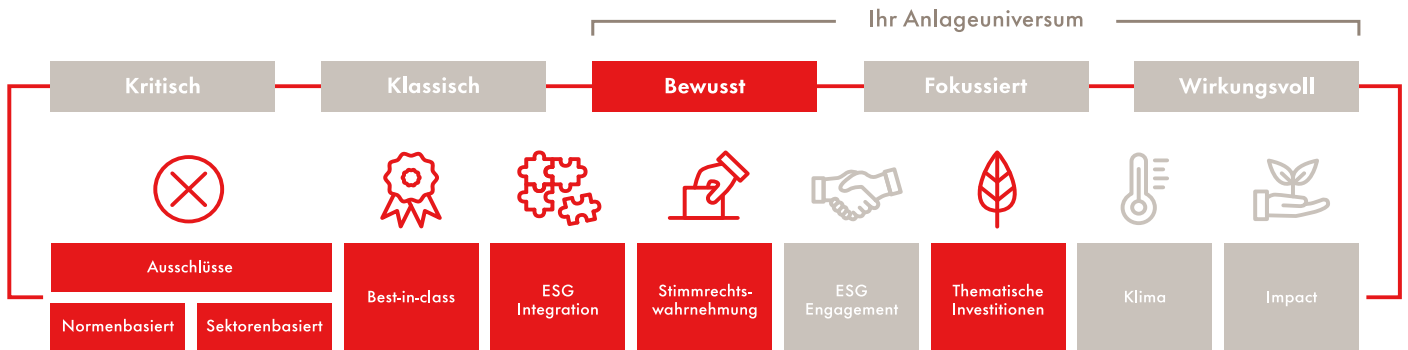 Ihr Anlageuniversum
Kritisch
Klassisch
Bewusst
Fokussiert
Wirkungsvoll
Ausschlüsse
Normenbasiert
Sektorenbasiert
Best-in-class
ESG
Integration
Stimmrechts-
wahrnehmung
ESG
Engagement
Thematische
Investitionen
Klima
Impact